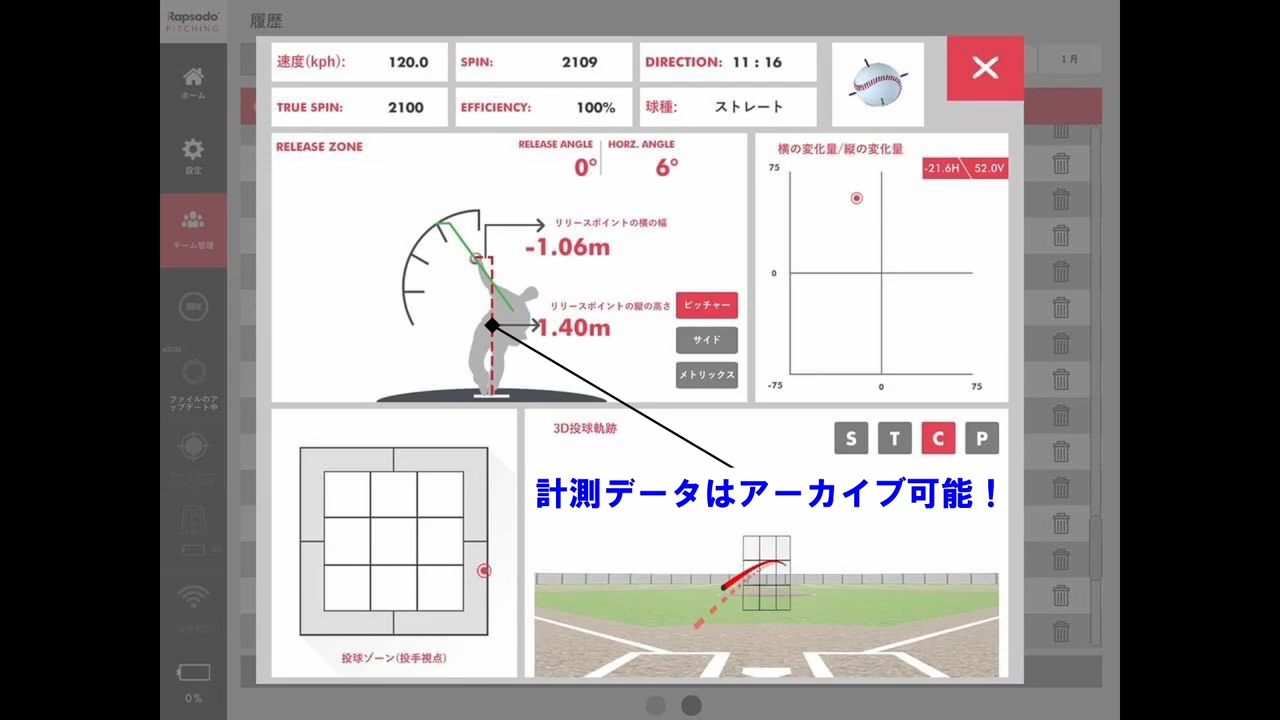 Rapsodo
PITCHING
履歴
速度(kph): 120.0
SPIN: 2109
DIRECTION: 11 : 16
TRUE SPIN: 2100
EFFICIENCY: 100%
球種: ストレート
1月
ホーム
設定
チーム管理
ファイルのア
ップデート中
0%
RELEASE ZONE
RELEASE ANGLE
0°
HORZ. ANGLE
6°
リリースポイントの横の幅
-1.06m
リリースポイントの縦の高さ
1.40m
ピッチャー
サイド
メトリックス
横の変化量/縦の変化量
75
-21.6H
52.0V
0
-75
0
75
投球ゾーン(投手視点)
3D投球軌跡
S
T
C
P
計測データはアーカイブ可能！